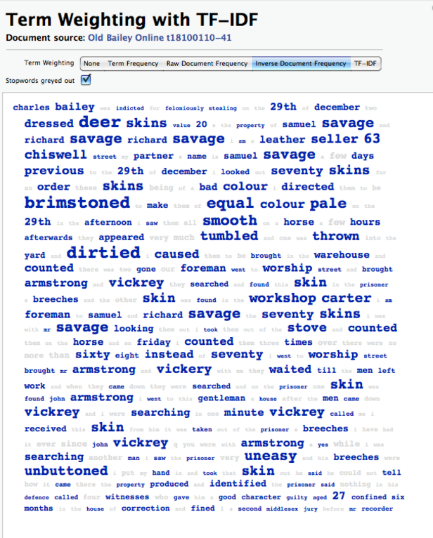 Term Weighting with TF-IDF
Document source: Old Bailey Online t18100110-41
Term Weighting None Term Frequency Raw Document Frequency Inverse Document Frequency TF-IDF
Stopwords greyed out
charles bailey was indicted for feloniously stealing on the 29th of december two
dressed deer skins value 20 s the property of samuel savage and
richard savage richard savage i am a leather seller 63
chiswell street my partner s name is samuel savage a few days
previous to the 29th of december i looked out seventy skins for
an order these skins being of a bad colour i directed them to be
brimstoned to make them of equal colour pale on the
29th in the afternoon i saw them all smooth on a horse a few hours
afterwards they appeared very much tumbled and one was thrown into the
yard and dirtied i caused them to be brought in the warehouse and
counted there was two gone our foreman went to worship street and brought
armstrong and vickrey they searched and found this skin in the prisoner
s breeches and the other skin was found in the workshop carter i am
foreman to samuel and richard savage the seventy skins i saw
with mr savage looking them out i took them out of the stove and counted
them on the horse and on friday i counted them three times over there were no
more than sixty eight instead of seventy i went to worship street
brought mr armstrong and vickery with me they waited till the men left
work and when they came down they were searched and on the prisoner one skin was
found john armstrong i went to this gentleman s house after the men came down
vickrey and i were searching in one minute vickrey called me i
received this skin from him it was taken out of the prisoner s breeches i have had
it ever since john vickrey q you were with armstrong a yes while i was
searching another man i saw the prisoner very uneasy and his breeches were
unbuttoned i put my hand in and took that skin out he said he could not tell
how it came there the property produced and identified the prisoner said nothing in his
defence called four witnesses who gave him a good character guilty aged 27 confined six
months in the house of correction and fined 1 s second middlesex jury before mr recorder